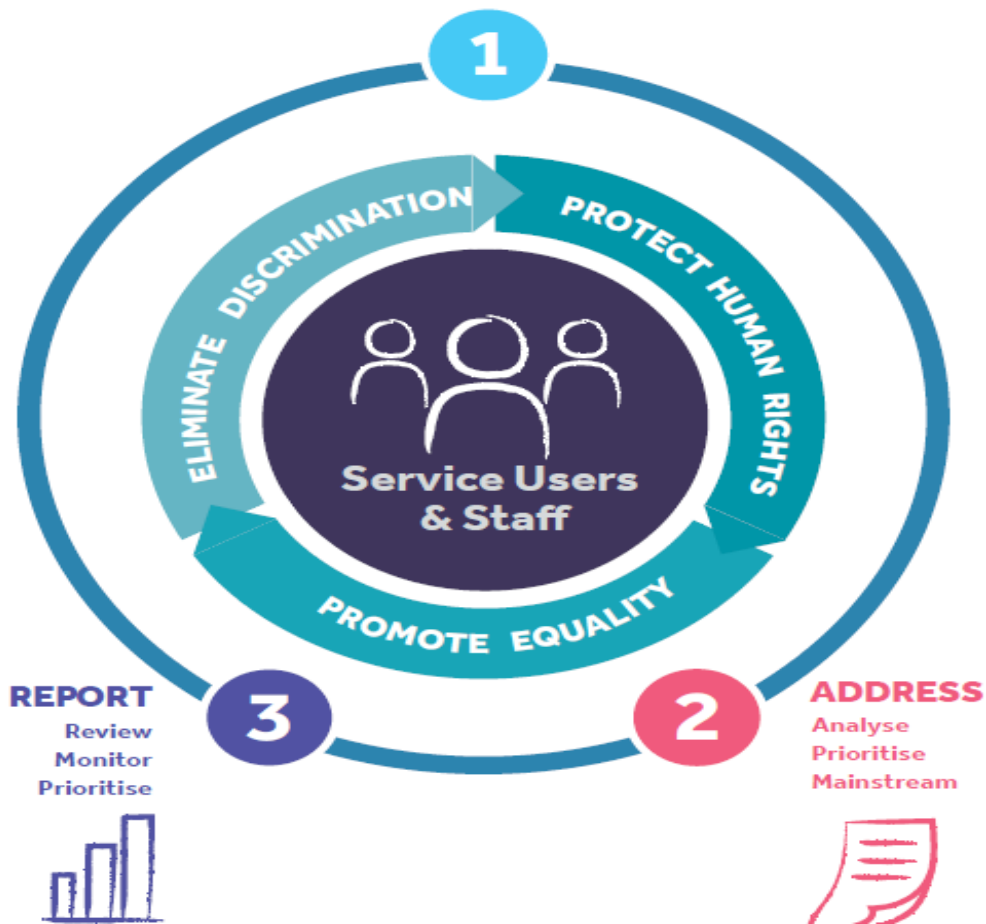 1
ELIMINATE DISCRIMINATION
PROTECT HUMAN RIGHTS
PROMOTE EQUALITY
Service Users
& Staff
2
ADDRESS
Analyse
Prioritise
Mainstream
3
REPORT
Review
Monitor
Prioritise